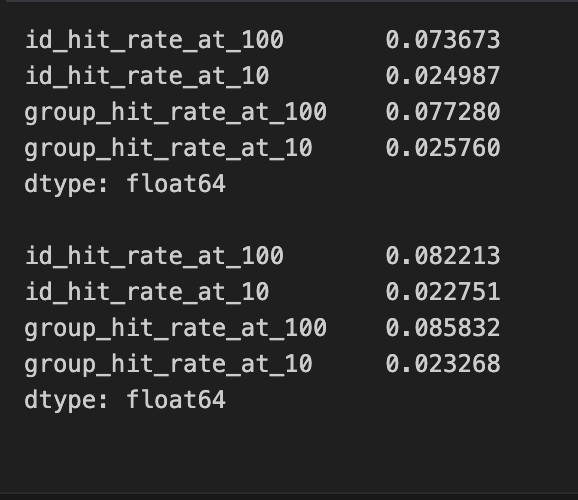 id_hit_rate_at_100 0.073673
id_hit_rate_at_10 0.024987
group_hit_rate_at_100 0.077280
group_hit_rate_at_10 0.025760
dtype: float64
id_hit_rate_at_100 0.082213
id_hit_rate_at_10 0.022751
group_hit_rate_at_100 0.085832
group_hit_rate_at_10 0.023268
dtype: float64